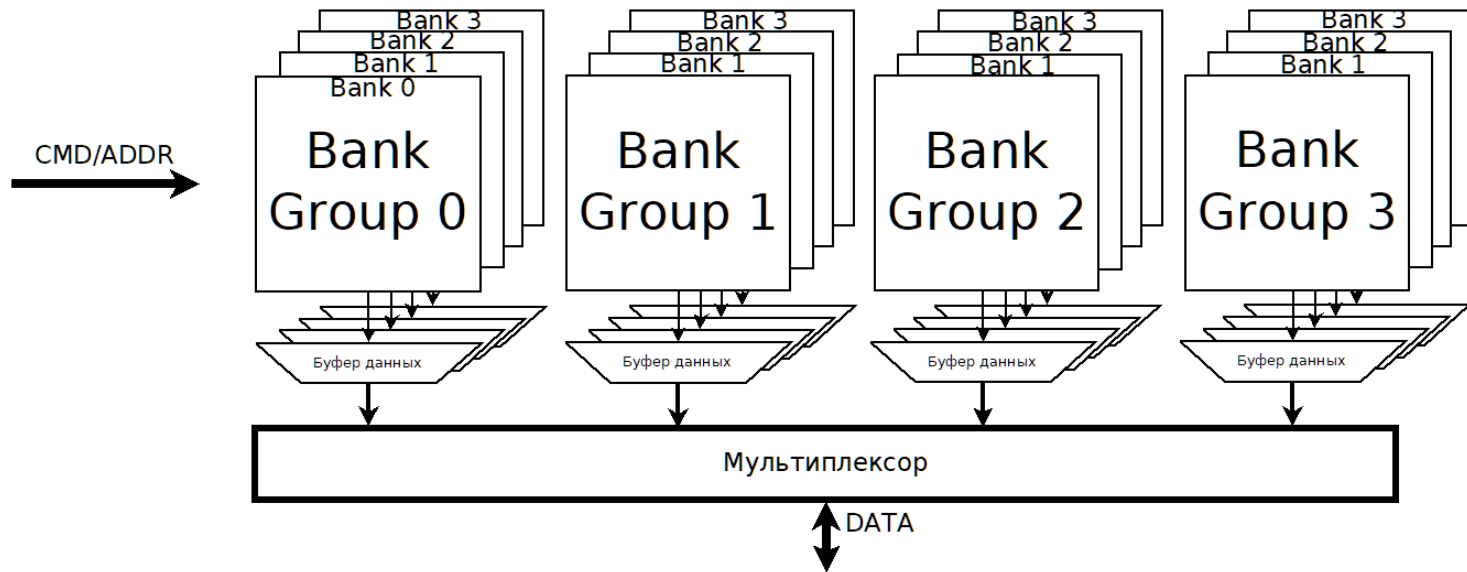 Bank 3
Bank 2
Bank 1
Bank 0
Bank
Group 0
Bank 3
Bank 2
Bank 1
Bank
Group 1
Bank 3
Bank 2
Bank 1
Bank
Group 2
Bank 3
Bank 2
Bank 1
Bank
Group 3
CMD/ADDR
Буфер данных
Буфер данных
Буфер данных
Буфер данных
Мультиплексор
DATA